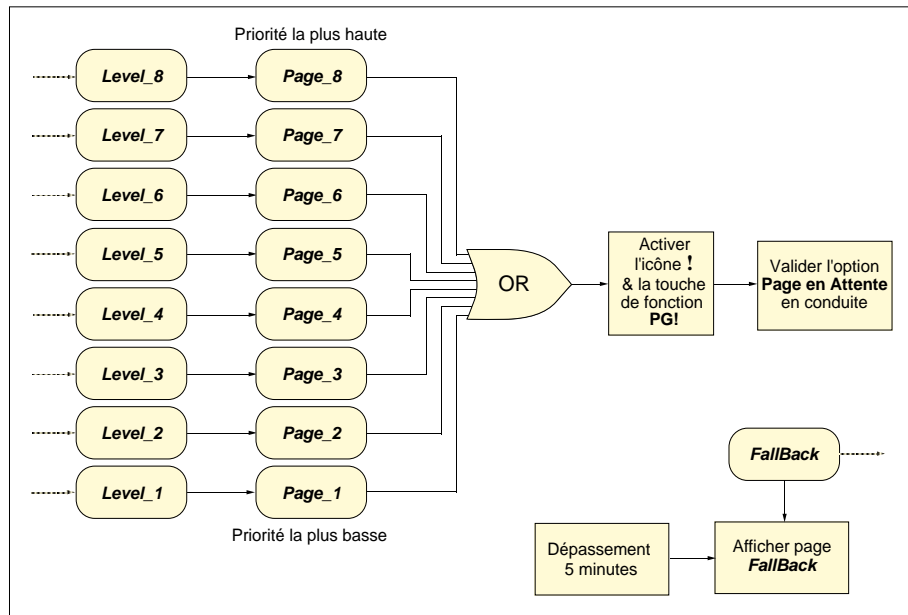 Priorité la plus haute
Level_8
Page_8
Level_7
Page_7
Level_6
Page_6
Level_5
Page_5
Level_4
Page_4
Level_3
Page_3
Level_2
Page_2
Level_1
Page_1
Priorité la plus basse
OR
Activer
l'icône !
& la touche
de fonction
PG!
Valider l'option
Page en Attente
en conduite
FallBack
Dépassement
5 minutes
Afficher page
FallBack